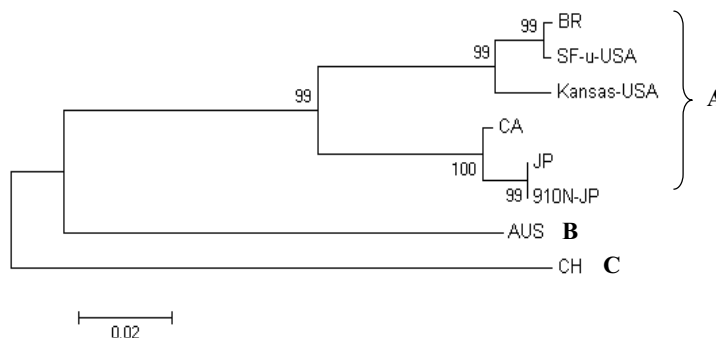 BR
99
SF-u-USA
99
Kansas-USA
A
99
CA
JP
100
99
910N-JP
AUS B
CH C
0.02